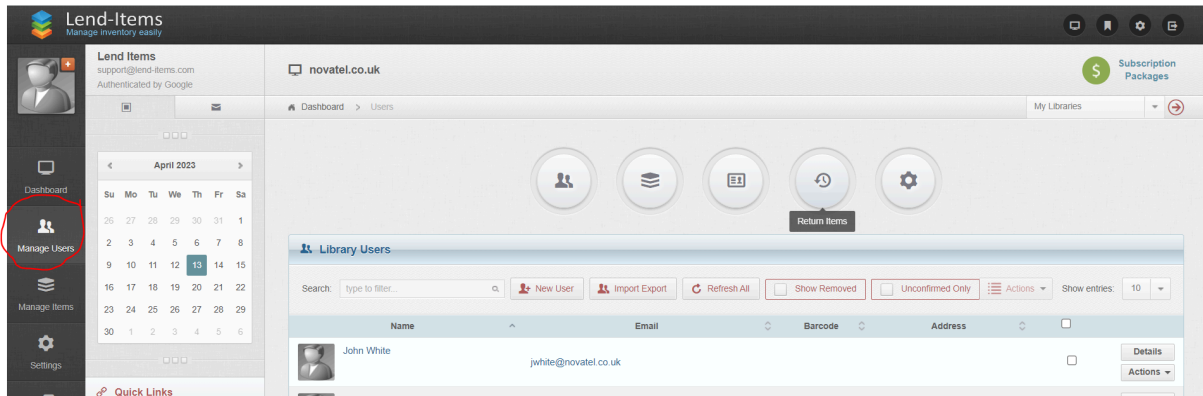 Lend-Items
Manage inventory easily
Lend Items
support@lend-items.com
Authenticated by Google
novatel.co.uk
$
Subscription
Packages
Dashboard > Users
My Libraries
Dashboard
Manage Users
Manage Items
Settings
< April 2023 >
Su Mo Tu We Th Fr Sa
26 27 28 29 30 31 1
2 3 4 5 6 7 8
9 10 11 12 13 14 15
16 17 18 19 20 21 22
23 24 25 26 27 28 29
30 1 2 3 4 5 6
Quick Links
Return Items
Library Users
Search: type to filter... New User Import Export Refresh All Show Removed Unconfirmed Only Actions Show entries: 10
Name Email Barcode Address
John White jwhite@novatel.co.uk Details
Actions